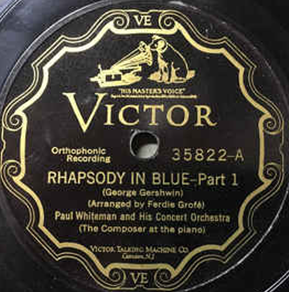 VE
"HIS MASTER'S VOICE"
VICTOR
Orthophonic
Recording
35822-A
RHAPSODY IN BLUE–Part 1
(George Gershwin)
(Arranged by Ferdie Grofé)
Paul Whiteman and His Concert Orchestra
(The Composer at the piano)
VICTOR TALKING MACHINE CO.
Camden, N.J.
VE